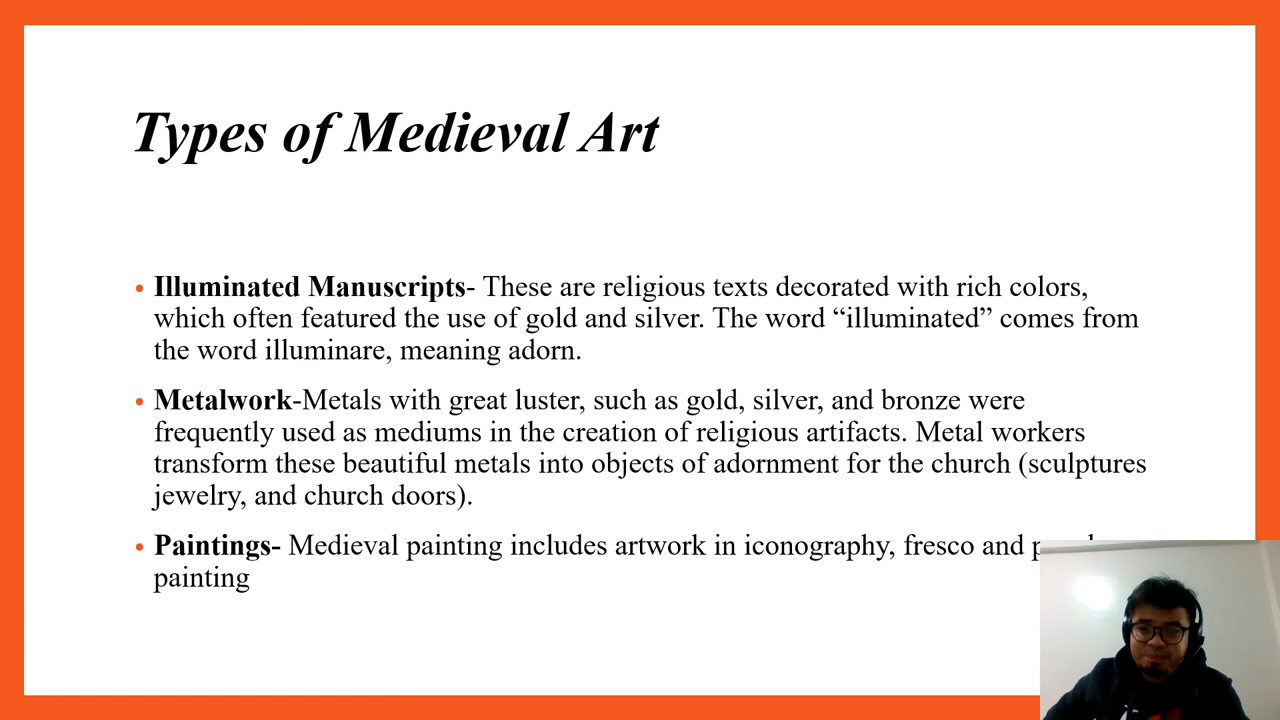 Types of Medieval Art
• Illuminated Manuscripts- These are religious texts decorated with rich colors,
which often featured the use of gold and silver. The word “illuminated” comes from
the word illuminare, meaning adorn.
• Metalwork-Metals with great luster, such as gold, silver, and bronze were
frequently used as mediums in the creation of religious artifacts. Metal workers
transform these beautiful metals into objects of adornment for the church (sculptures
jewelry, and church doors).
• Paintings- Medieval painting includes artwork in iconography, fresco and
painting